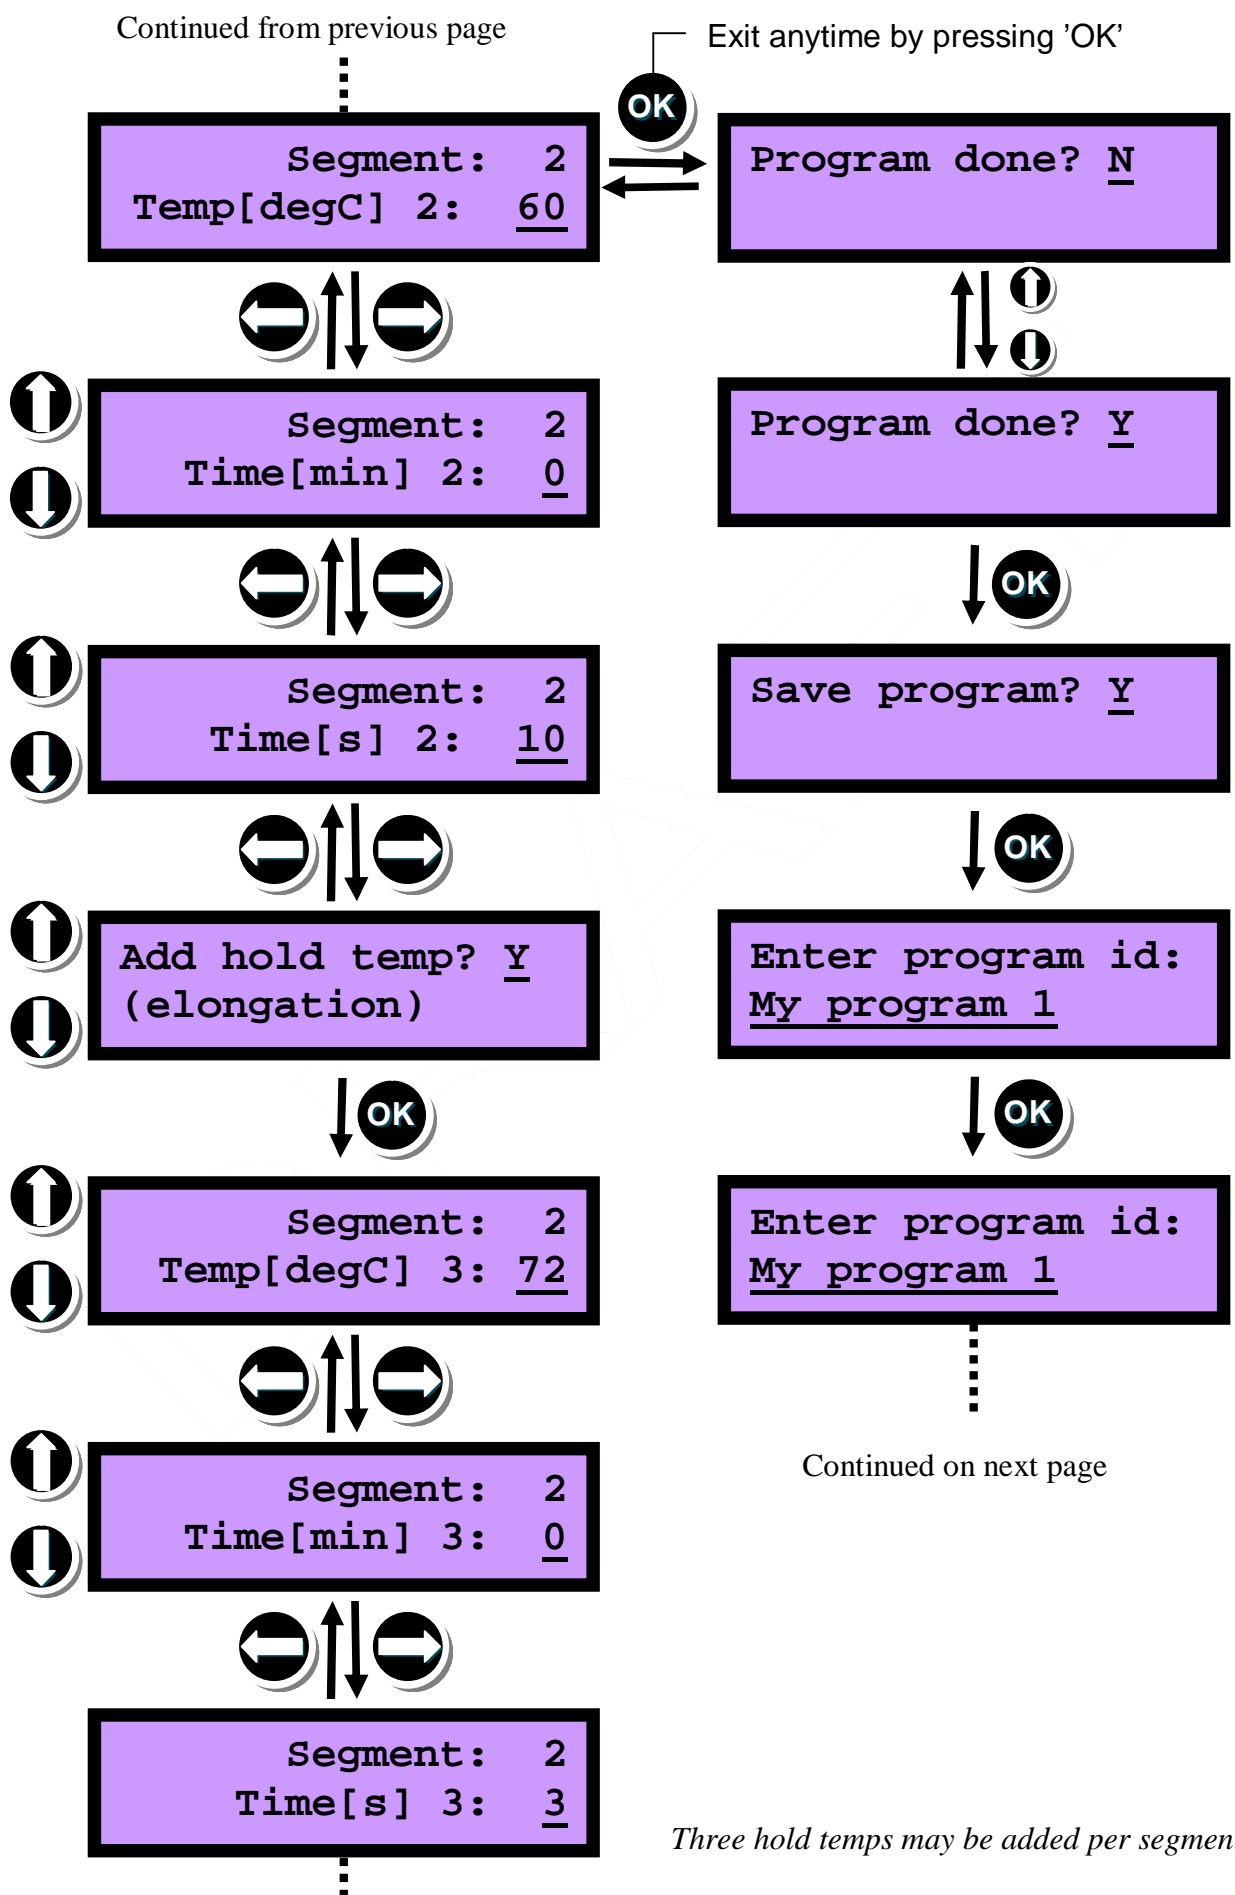 Continued from previous page
Exit anytime by pressing ’OK’
OK
Segment: 2
Temp[degC] 2: 60
Program done? N
Segment: 2
Time[min] 2: 0
Program done? Y
OK
Segment: 2
Time[s] 2: 10
Save program? Y
OK
Add hold temp? Y
(elongation)
Enter program id:
My program 1
OK
OK
Segment: 2
Temp[degC] 3: 72
Enter program id:
My program 1
Continued on next page
Segment: 2
Time[min] 3: 0
Segment: 2
Time[s] 3: 3
Three hold temps may be added per segmen